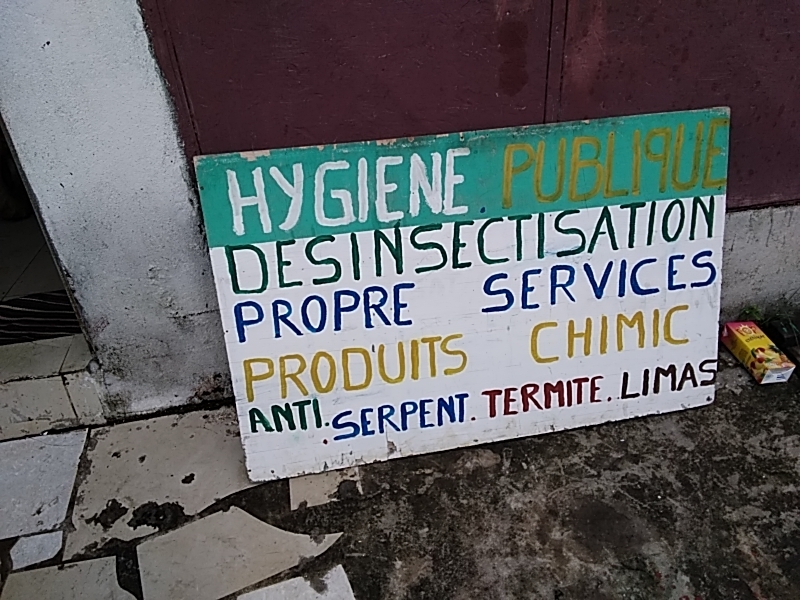 HYGIENE PUBLIQUE
DESINSECTISATION
PROPRE SERVICES
PRODUITS CHIMIC
ANTI.SERPENT.TERMITE.LIMAS